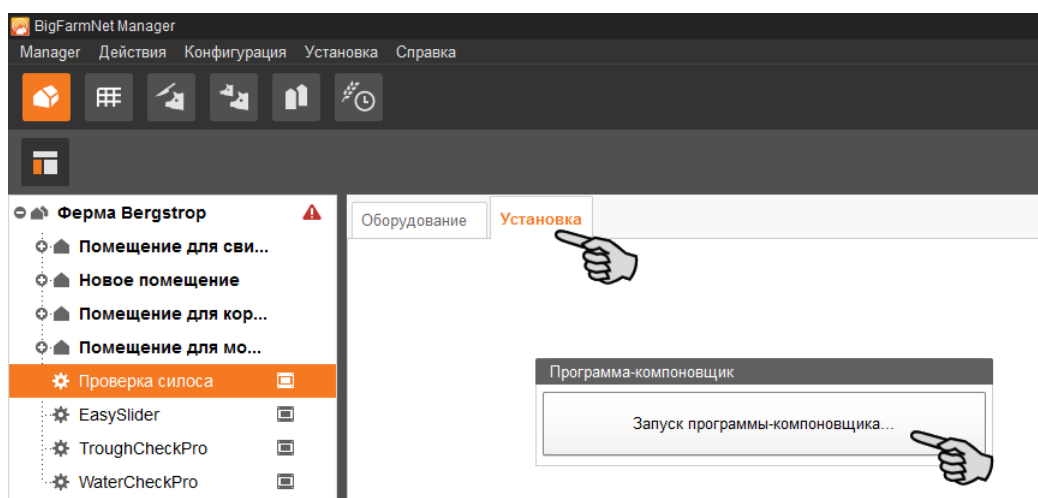 BigFarmNet Manager
Manager Действия Конфигурация Установка Справка
Ферма Bergstrop
Помещение для сви...
Новое помещение
Помещение для кор...
Помещение для мо...
Проверка силоса
EasySlider
TroughCheckPro
WaterCheckPro
Оборудование Установка
Программа-компоновщик
Запуск программы-компоновщика...